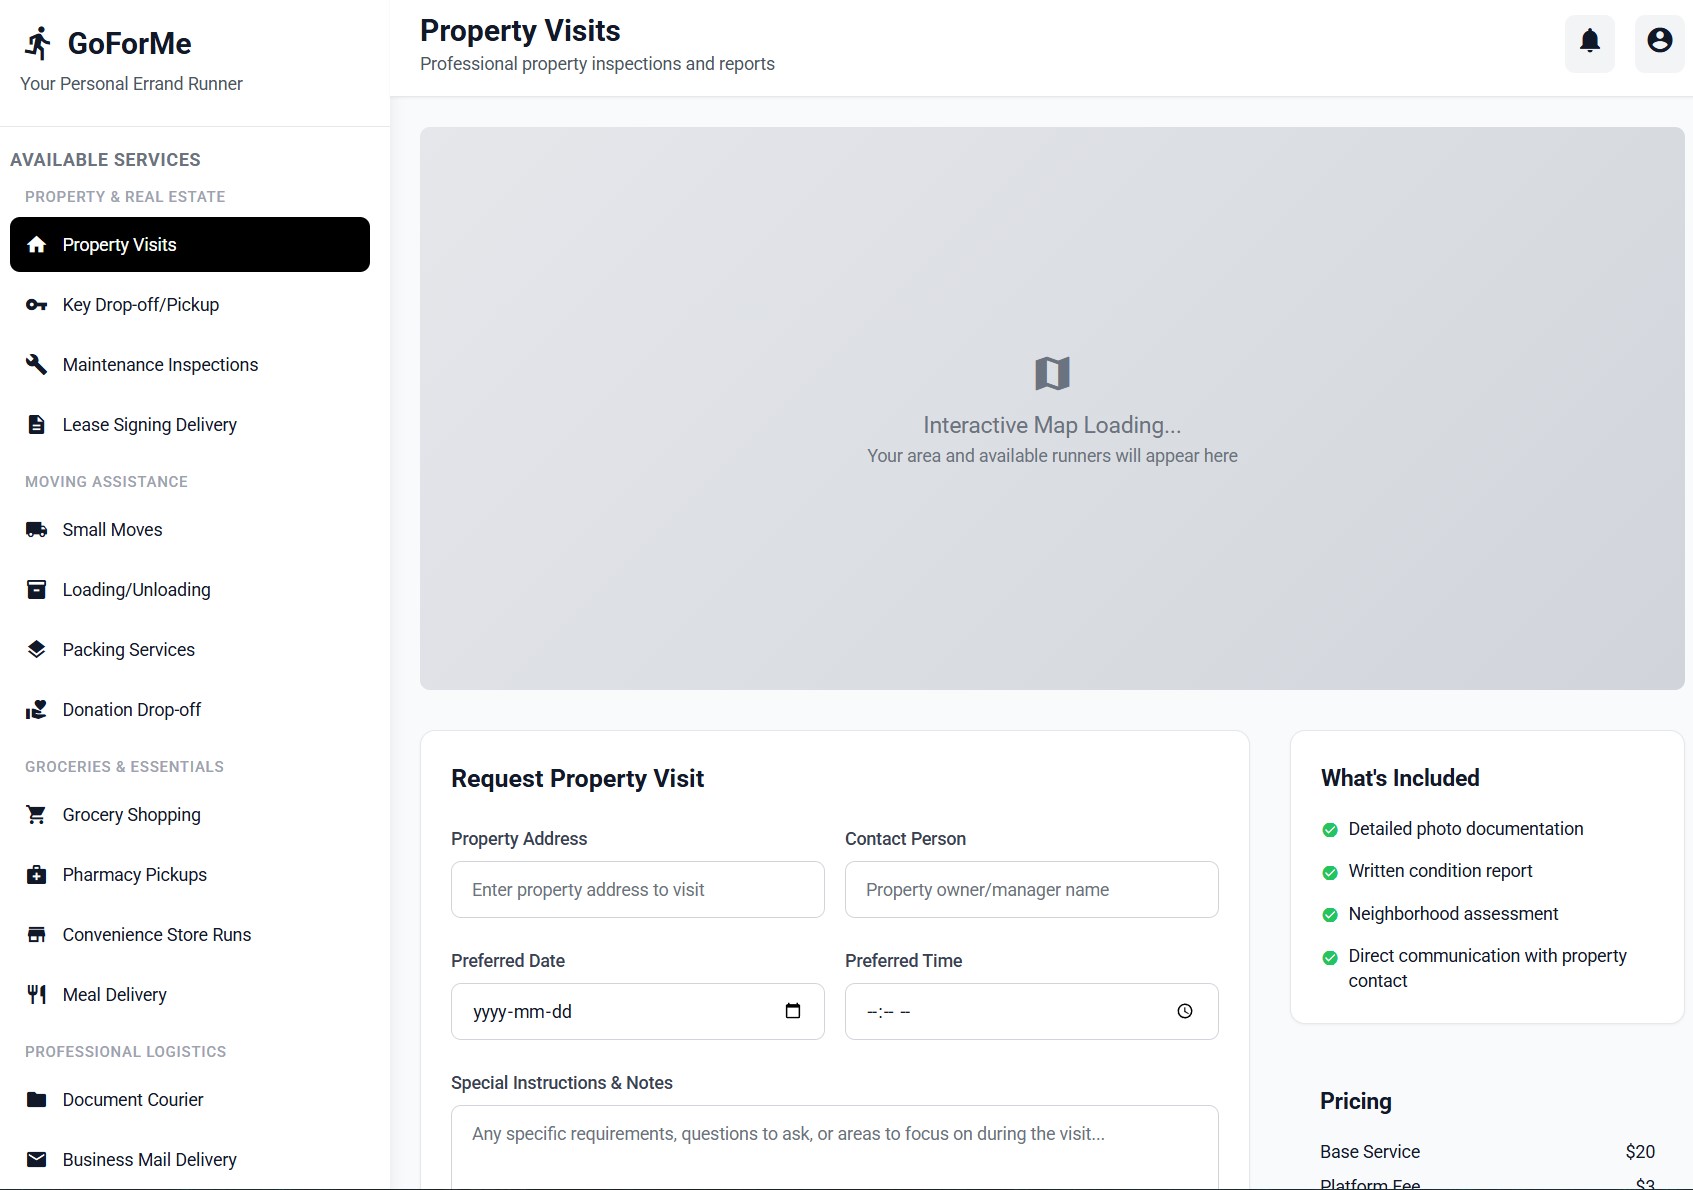 GoForMe
Your Personal Errand Runner
AVAILABLE SERVICES
PROPERTY & REAL ESTATE
Property Visits
Key Drop-off/Pickup
Maintenance Inspections
Lease Signing Delivery
MOVING ASSISTANCE
Small Moves
Loading/Unloading
Packing Services
Donation Drop-off
GROCERIES & ESSENTIALS
Grocery Shopping
Pharmacy Pickups
Convenience Store Runs
Meal Delivery
PROFESSIONAL LOGISTICS
Document Courier
Business Mail Delivery
Property Visits
Professional property inspections and reports
Interactive Map Loading...
Your area and available runners will appear here
Request Property Visit
Property Address
Contact Person
Enter property address to visit
Property owner/manager name
Preferred Date
Preferred Time
yyyy-mm-dd
--:-- --
Special Instructions & Notes
Any specific requirements, questions to ask, or areas to focus on during the visit...
What's Included
Detailed photo documentation
Written condition report
Neighborhood assessment
Direct communication with property
contact
Pricing
Base Service $20
Platform Fee $3